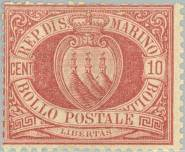 REP. DI S. MARINO
CENT 10
BOLLO POSTALE
LIBERTAS